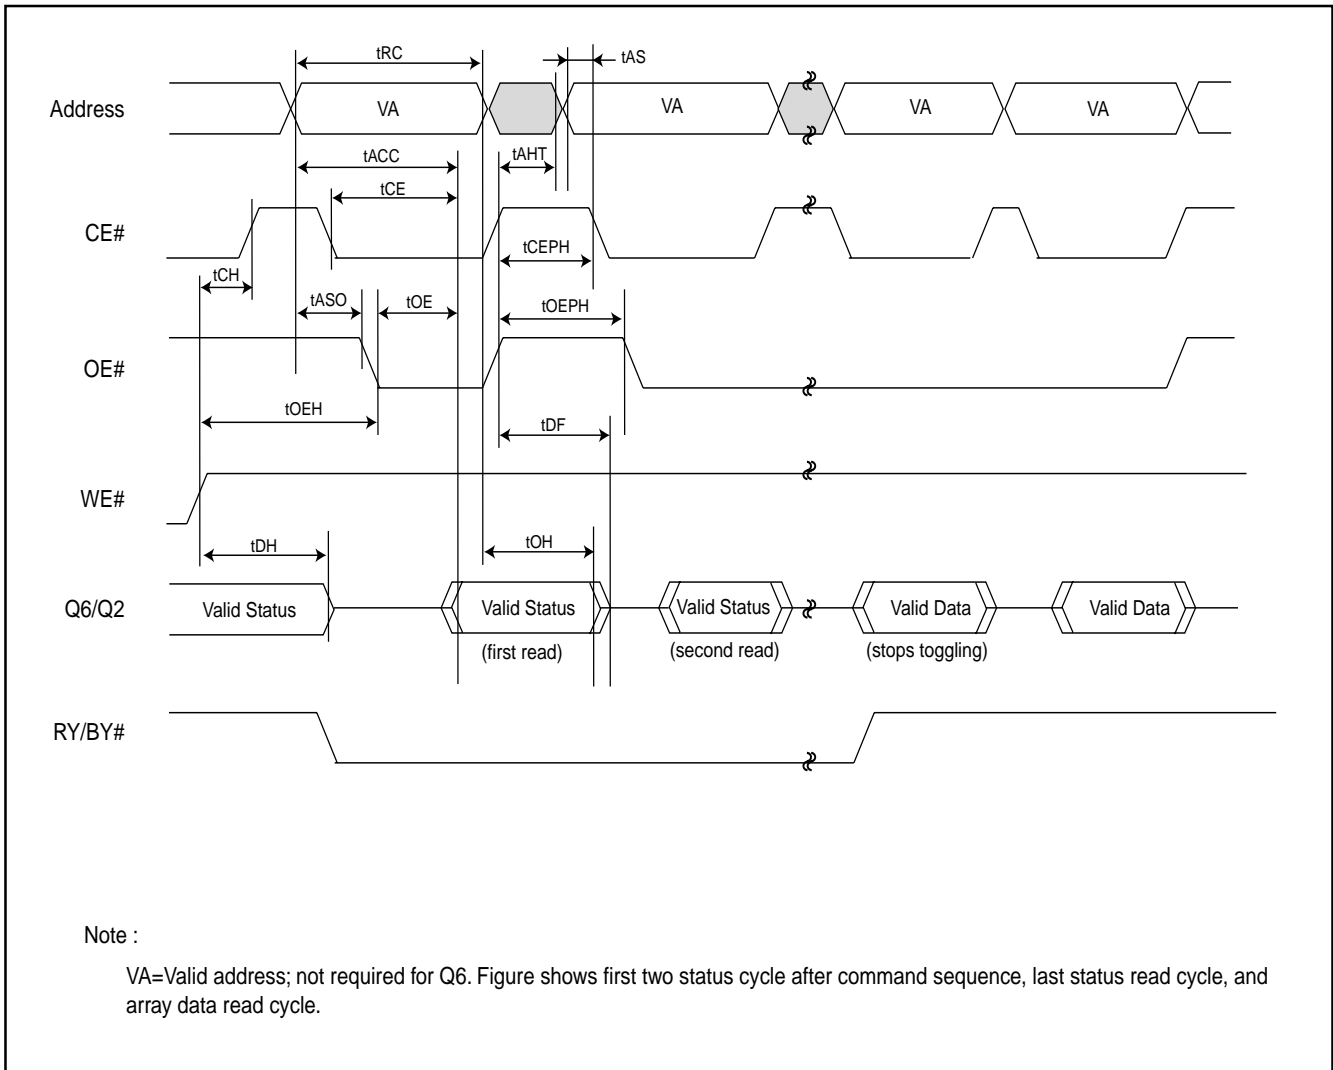 tRC
tAS
Address
VA
VA
VA
VA
tACC
tAHT
tCE
CE#
tCEPH
tCH
tASO
tOE
tOEPH
OE#
tOEH
tDF
WE#
tDH
tOH
Q6/Q2
Valid Status
Valid Status
Valid Status
Valid Data
Valid Data
(first read)
(second read)
(stops toggling)
RY/BY#
Note :
VA=Valid address; not required for Q6. Figure shows first two status cycle after command sequence, last status read cycle, and
array data read cycle.